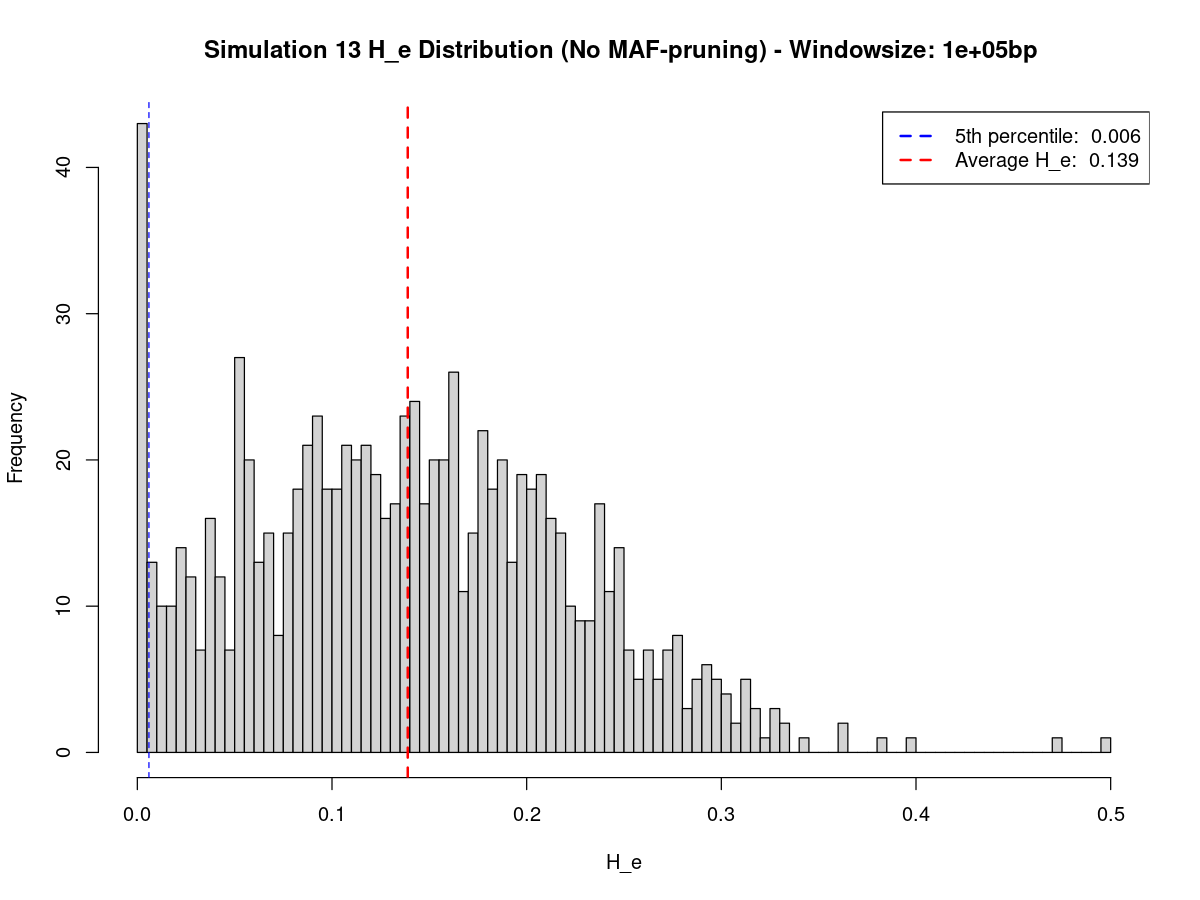 Simulation 13 H_e Distribution (No MAF-pruning) - Windowsize: 1e+05bp
5th percentile: 0.006
Average H_e: 0.139
Frequency
40
30
20
10
0
0.0 0.1 0.2 0.3 0.4 0.5
H_e